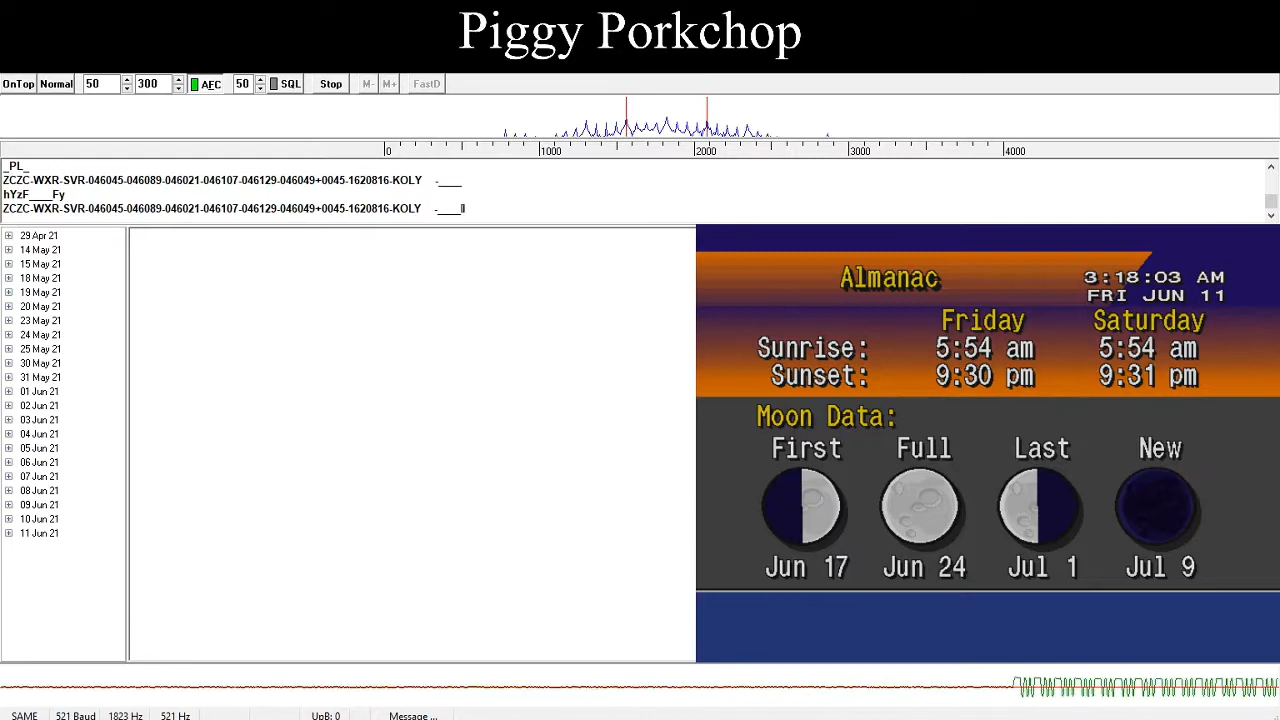 Piggy Porkchop
OnTop Normal 50 300 AFC 50 SQL Stop M- M+ FastD
0 1000 2000 3000 4000
_PL_
ZCZC-WXR-SVR-046045-046089-046021-046107-046129-046049+0045-1620816-KOLY -____
hYzF____Fy
ZCZC-WXR-SVR-046045-046089-046021-046107-046129-046049+0045-1620816-KOLY -____
29 Apr 21
14 May 21
15 May 21
18 May 21
19 May 21
20 May 21
23 May 21
24 May 21
25 May 21
30 May 21
31 May 21
01 Jun 21
02 Jun 21
03 Jun 21
04 Jun 21
05 Jun 21
06 Jun 21
07 Jun 21
08 Jun 21
09 Jun 21
10 Jun 21
11 Jun 21
Almanac
3:18:03 AM
FRI JUN 11
Friday Saturday
Sunrise: 5:54 am 5:54 am
Sunset: 9:30 pm 9:31 pm
Moon Data:
First Full Last New
Jun 17 Jun 24 Jul 1 Jul 9
SAME 521 Baud 1823 Hz 521 Hz UpB: 0 Message ...